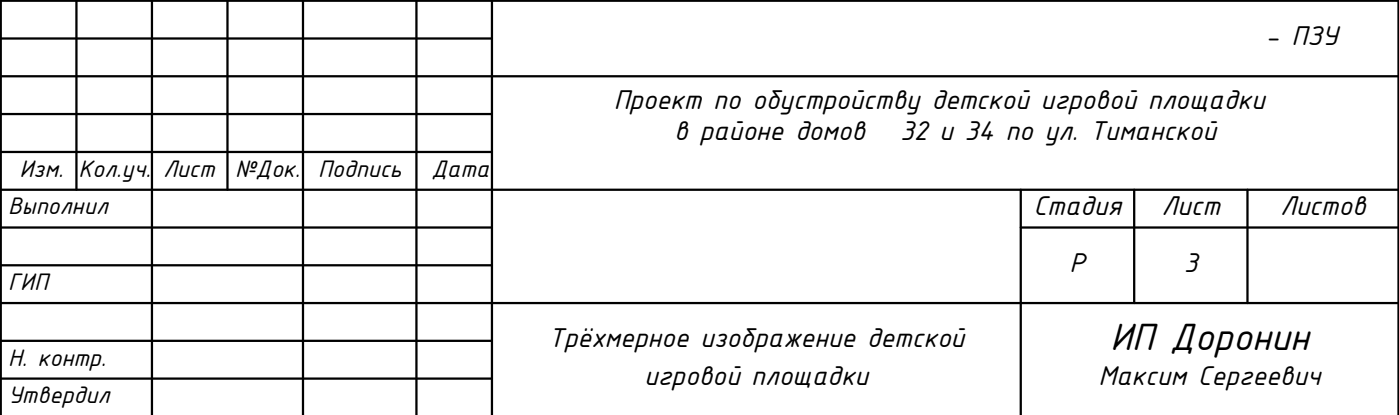 - ПЗУ
Проект по обустройству детской игровой площадки
в районе домов 32 и 34 по ул. Тиманской
Изм. Кол.уч. Лист №Док. Подпись Дата
Выполнил Стадия Лист Листов
Р 3
ГИП
Трёхмерное изображение детской
игровой площадки
ИП Доронин
Максим Сергеевич
Н. контр.
Утвердил